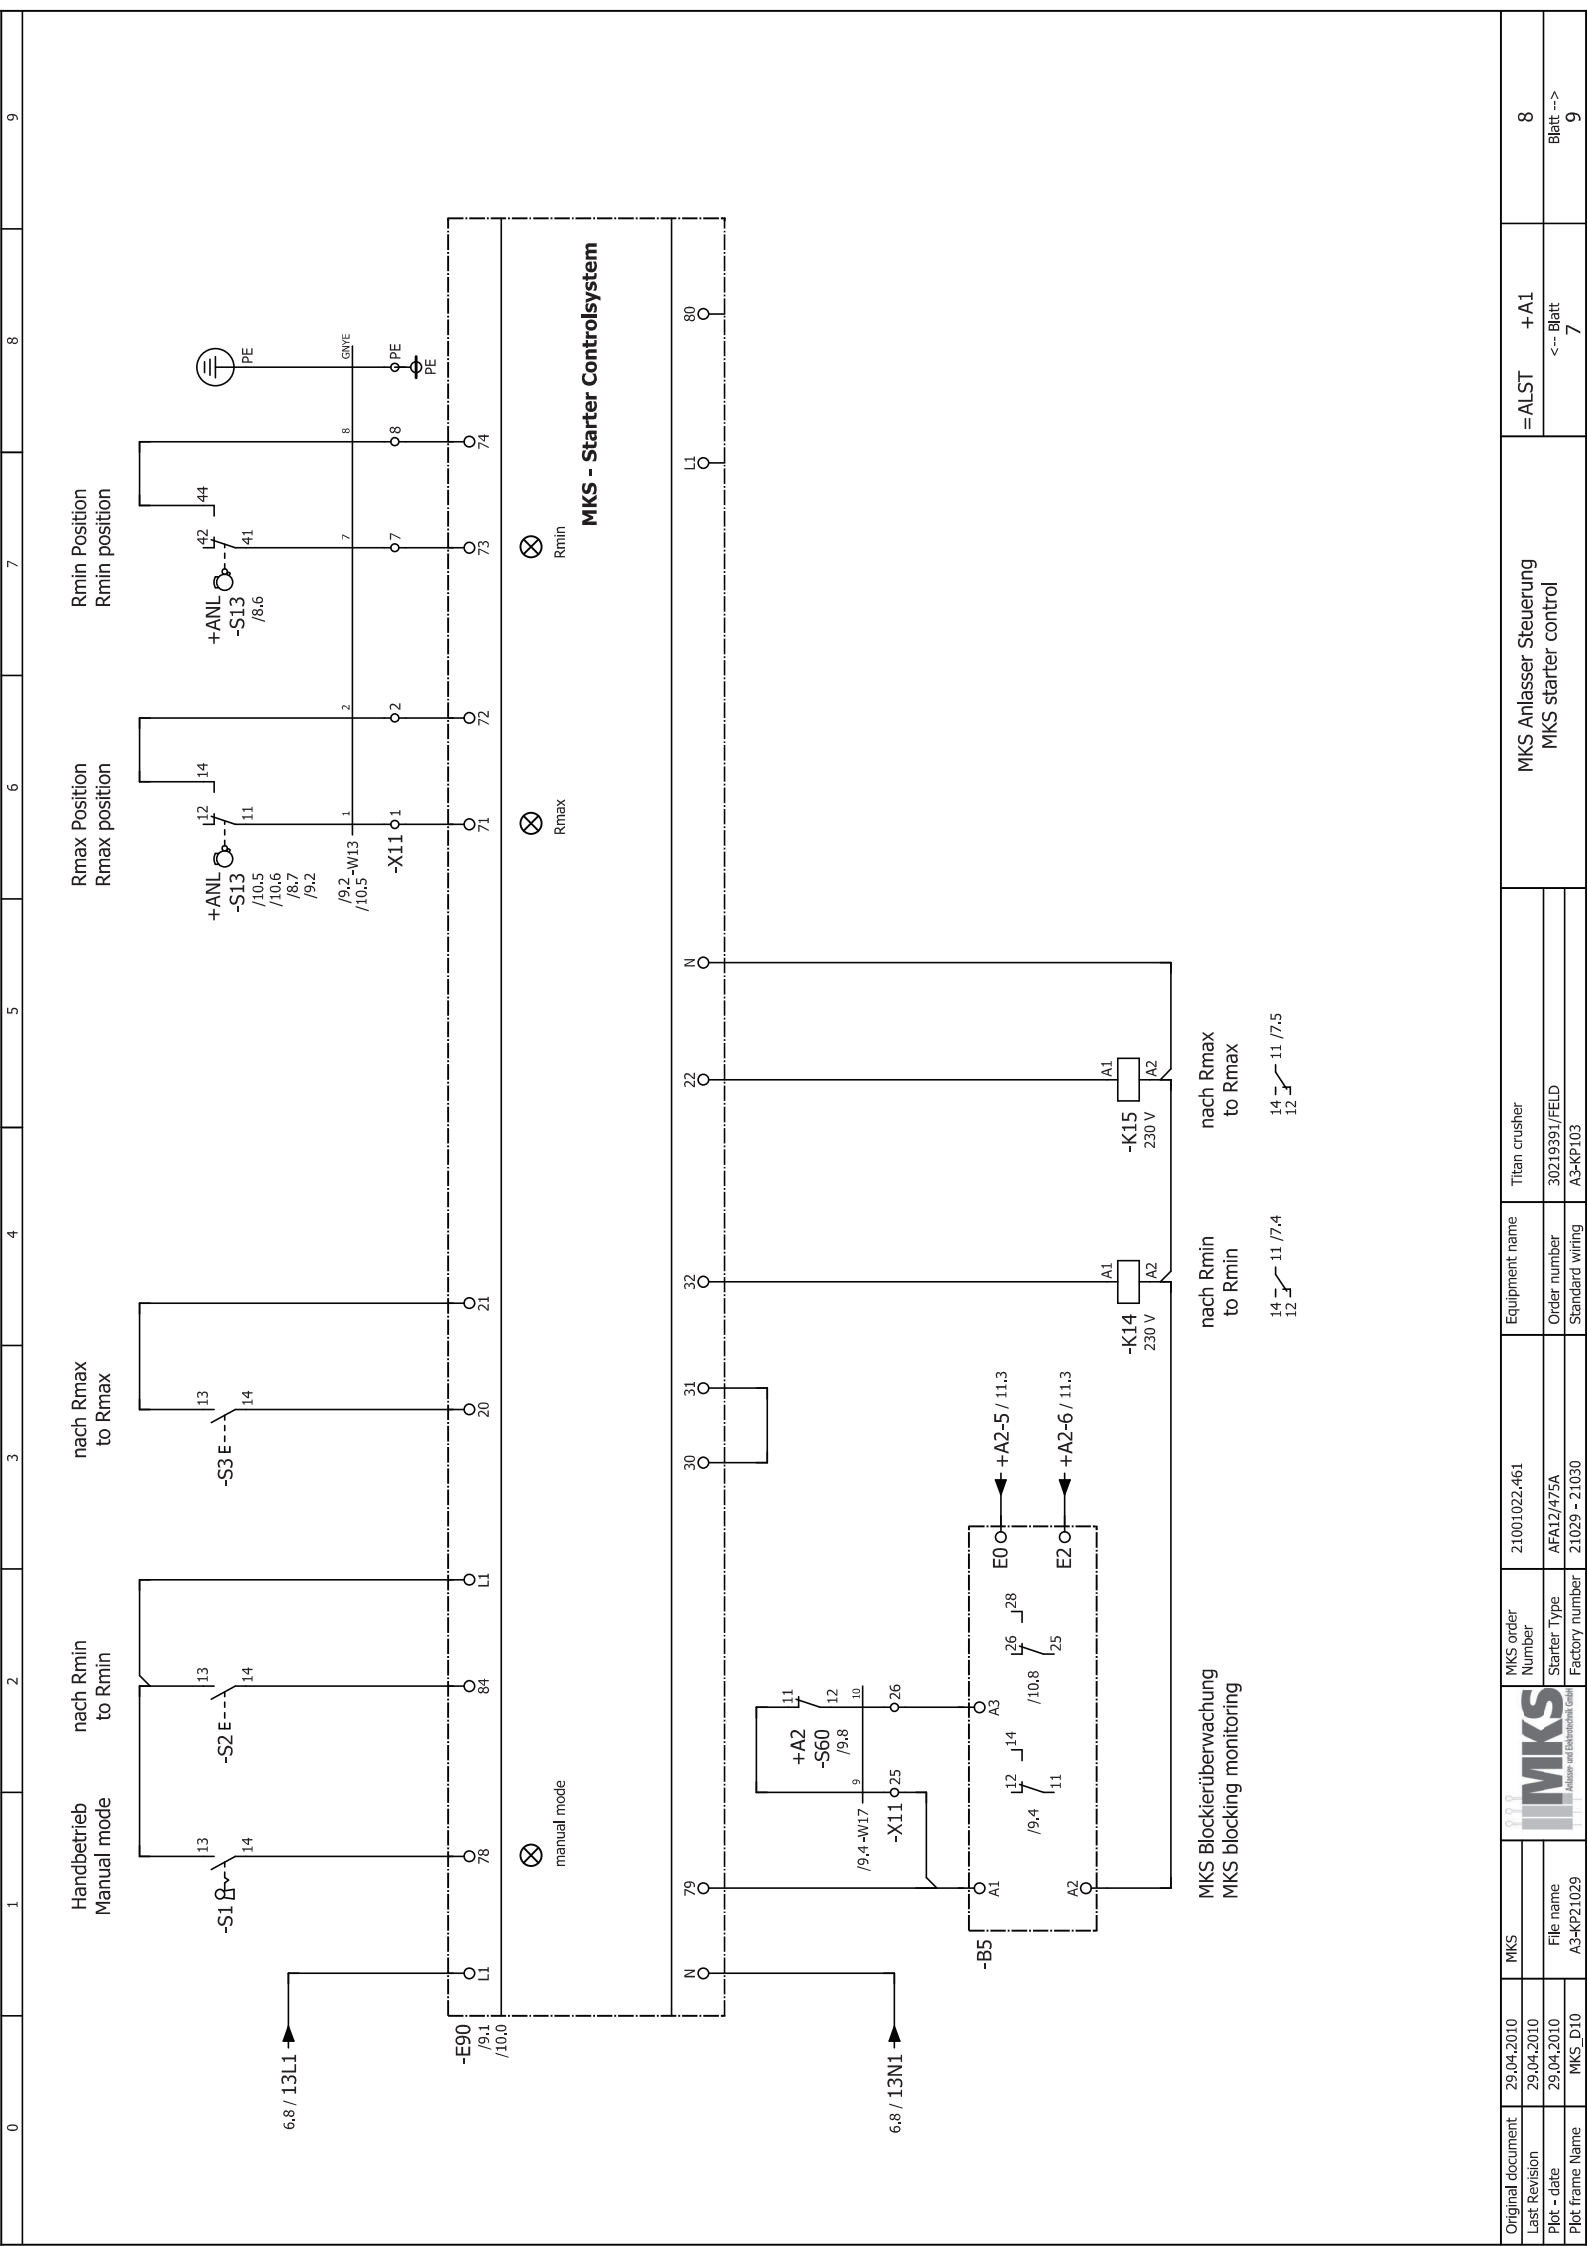 0 1 2 3 4 5 6 7 8 9
Handbetrieb
Manual mode
nach Rmin
to Rmin
nach Rmax
to Rmax
Rmax Position
Rmax position
Rmin Position
Rmin position
-S1
13
14
-S2
13
14
-S3
13
14
+ANL
-S13
/10.5
/10.6
/8.7
/9.2
12
14
11
+ANL
-S13
/8.6
42
44
41
PE
6.8 / 13L1
/9.2 -W13
/10.5
1 2 7 8 GNYE
-X11
1 2 7 8 PE
PE
-E90
/9.1
/10.0
L1 78 84 L1 20 21 71 72 73 74
manual mode
Rmax
Rmin
MKS - Starter Controlsystem
N 79 30 31 32 22 N L1 80
6.8 / 13N1
+A2
-S60
/9.8
11
12
/9.4 -W17
9 10
-X11
25 26
-B5
A1 A3
E0
+A2-5 / 11.3
E2
+A2-6 / 11.3
/9.4
12 14
11
/10.8
26 28
25
A2
-K14
230 V
A1
A2
-K15
230 V
A1
A2
MKS Blockierüberwachung
MKS blocking monitoring
nach Rmin
to Rmin
nach Rmax
to Rmax
14
12
11 /7.4
14
12
11 /7.5
Original document 29.04.2010 MKS
Last Revision 29.04.2010
Plot - date 29.04.2010 File name
Plot frame Name MKS_D10 A3-KP21029
MKS
Anlasser- und Elektrotechnik GmbH
MKS order
Number 21001022.461
Starter Type AFA12/475A
Factory number 21029 - 21030
Equipment name Titan crusher
Order number 30219391/FELD
Standard wiring A3-KP103
MKS Anlasser Steuerung
MKS starter control
=ALST +A1 8
<-- Blatt
7
Blatt -->
9